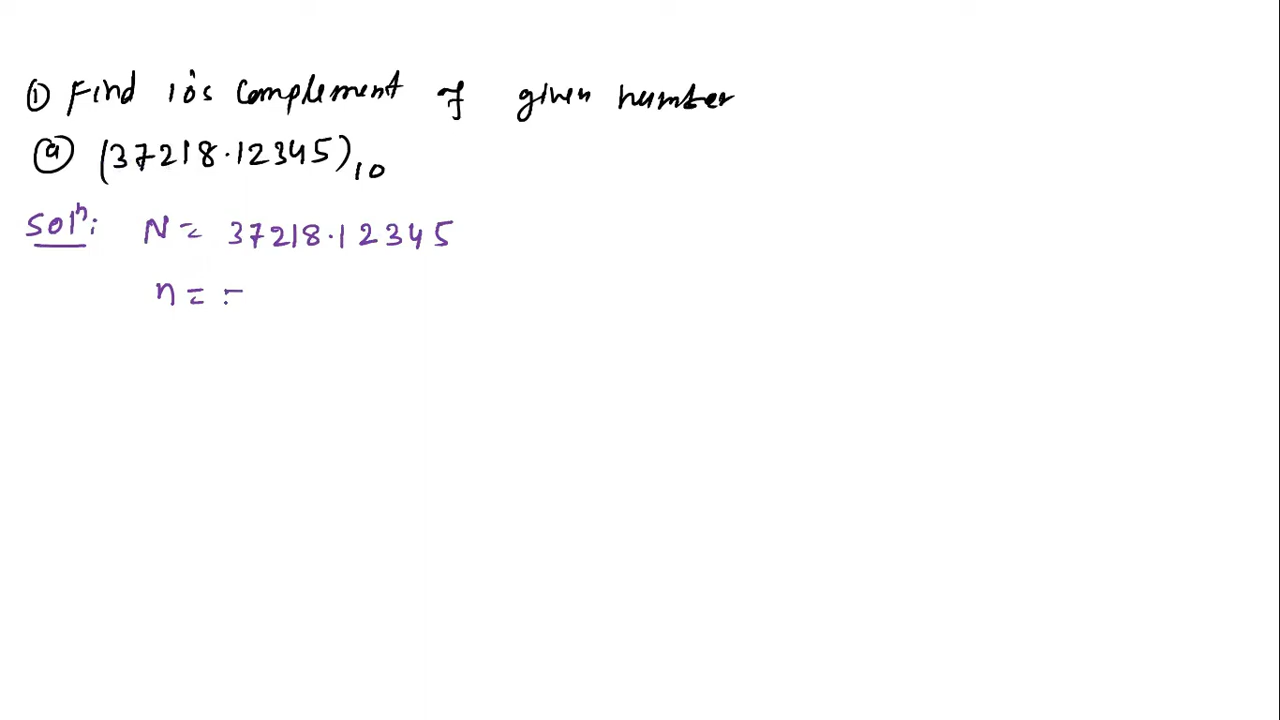 ① Find 10's complement of given number
ⓐ (37218.12345)₁₀
Solⁿ: N = 37218.12345
n =